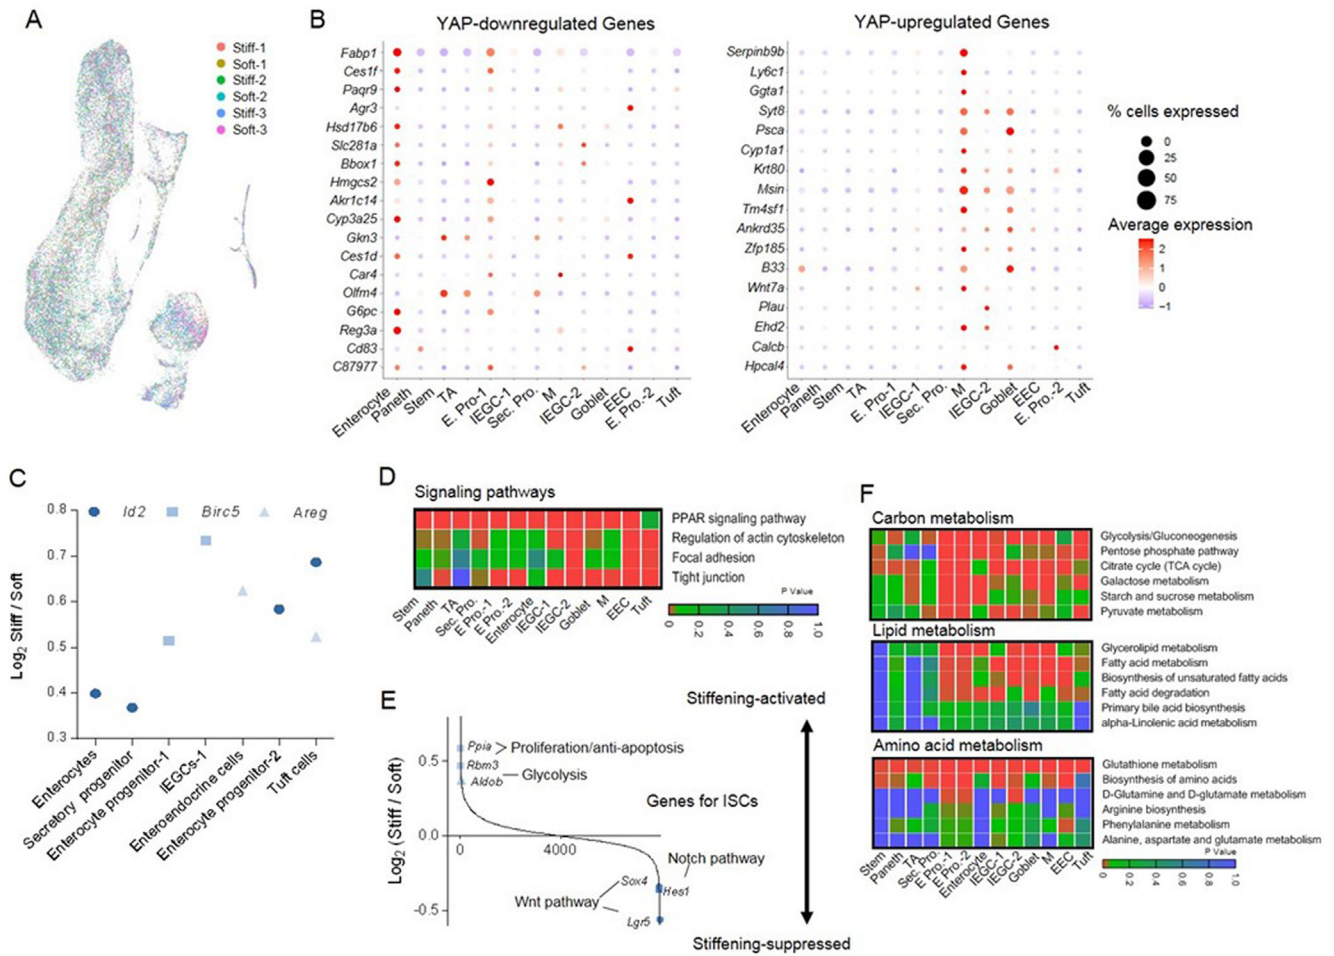 A
Stiff-1
Soft-1
Stiff-2
Soft-2
Stiff-3
Soft-3
B
YAP-downregulated Genes
Fabp1
Ces1f
Paqr9
Agr3
Hsd17b6
Slc281a
Bbox1
Hmgcs2
Akr1c14
Cyp3a25
Gkn3
Ces1d
Car4
Olfm4
G6pc
Reg3a
Cd83
C87977
Enterocyte
Paneth
Stem
TA
E. Pro-1
IEGC-1
Sec. Pro.
M
IEGC-2
Goblet
EEC
E. Pro.-2
Tuft
YAP-upregulated Genes
Serpinb9b
Ly6c1
Ggta1
Syt8
Psca
Cyp1a1
Krt80
Msin
Tm4sf1
Ankrd35
Zfp185
B33
Wnt7a
Plau
Ehd2
Calcb
Hpcal4
Enterocyte
Paneth
Stem
TA
E. Pro-1
IEGC-1
Sec. Pro.
M
IEGC-2
Goblet
EEC
E. Pro.-2
Tuft
% cells expressed
0
25
50
75
Average expression
2
1
0
−1
C
Log2 Stiff / Soft
0.8
0.7
0.6
0.5
0.4
0.3
Id2
Birc5
Areg
Enterocytes
Secretory progenitor
Enterocyte progenitor-1
IEGCs-1
Enteroendocrine cells
Enterocyte progenitor-2
Tuft cells
D
Signaling pathways
PPAR signaling pathway
Regulation of actin cytoskeleton
Focal adhesion
Tight junction
Stem
Paneth
TA
Sec. Pro.
E Pro.-1
E Pro.-2
Enterocyte
IEGC-1
IEGC-2
Goblet
M
EEC
Tuft
P Value
0
0.2
0.4
0.6
0.8
1.0
E
Log2 (Stiff / Soft)
0.5
0.0
-0.5
0
4000
Ppia
Rbm3
Aldob
Proliferation/anti-apoptosis
Glycolysis
Genes for ISCs
Notch pathway
Sox4
Hes1
Wnt pathway
Lgr5
Stiffening-activated
Stiffening-suppressed
F
Carbon metabolism
Glycolysis/Gluconeogenesis
Pentose phosphate pathway
Citrate cycle (TCA cycle)
Galactose metabolism
Starch and sucrose metabolism
Pyruvate metabolism
Lipid metabolism
Glycerolipid metabolism
Fatty acid metabolism
Biosynthesis of unsaturated fatty acids
Fatty acid degradation
Primary bile acid biosynthesis
alpha-Linolenic acid metabolism
Amino acid metabolism
Glutathione metabolism
Biosynthesis of amino acids
D-Glutamine and D-glutamate metabolism
Arginine biosynthesis
Phenylalanine metabolism
Alanine, aspartate and glutamate metabolism
Stem
Paneth
TA
Sec. Pro.
E Pro.-1
E Pro.-2
Enterocyte
IEGC-1
IEGC-2
Goblet
M
EEC
Tuft
P Value
0
0.2
0.4
0.6
0.8
1.0